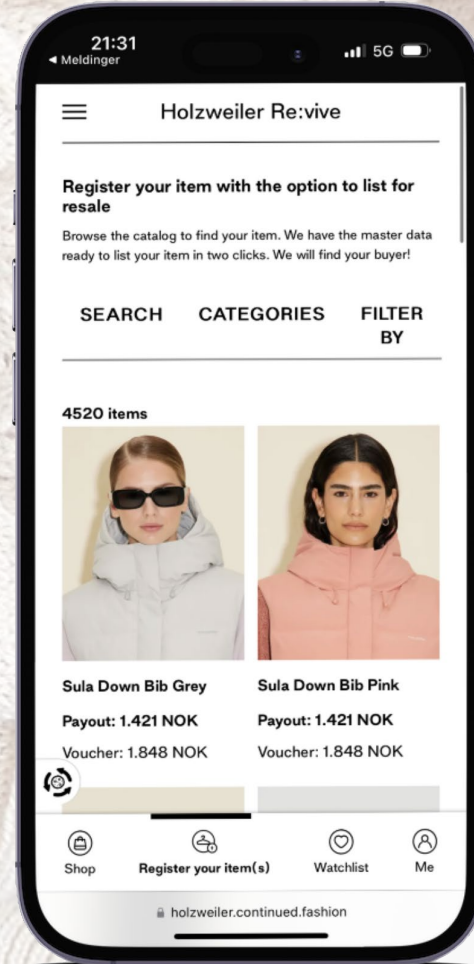 21:31
◄ Meldinger
5G
Holzweiler Re:vive
Register your item with the option to list for
resale
Browse the catalog to find your item. We have the master data
ready to list your item in two clicks. We will find your buyer!
SEARCH CATEGORIES FILTER
BY
4520 items
Sula Down Bib Grey
Payout: 1.421 NOK
Voucher: 1.848 NOK
Sula Down Bib Pink
Payout: 1.421 NOK
Voucher: 1.848 NOK
Shop
Register your item(s)
Watchlist
Me
holzweiler.continued.fashion